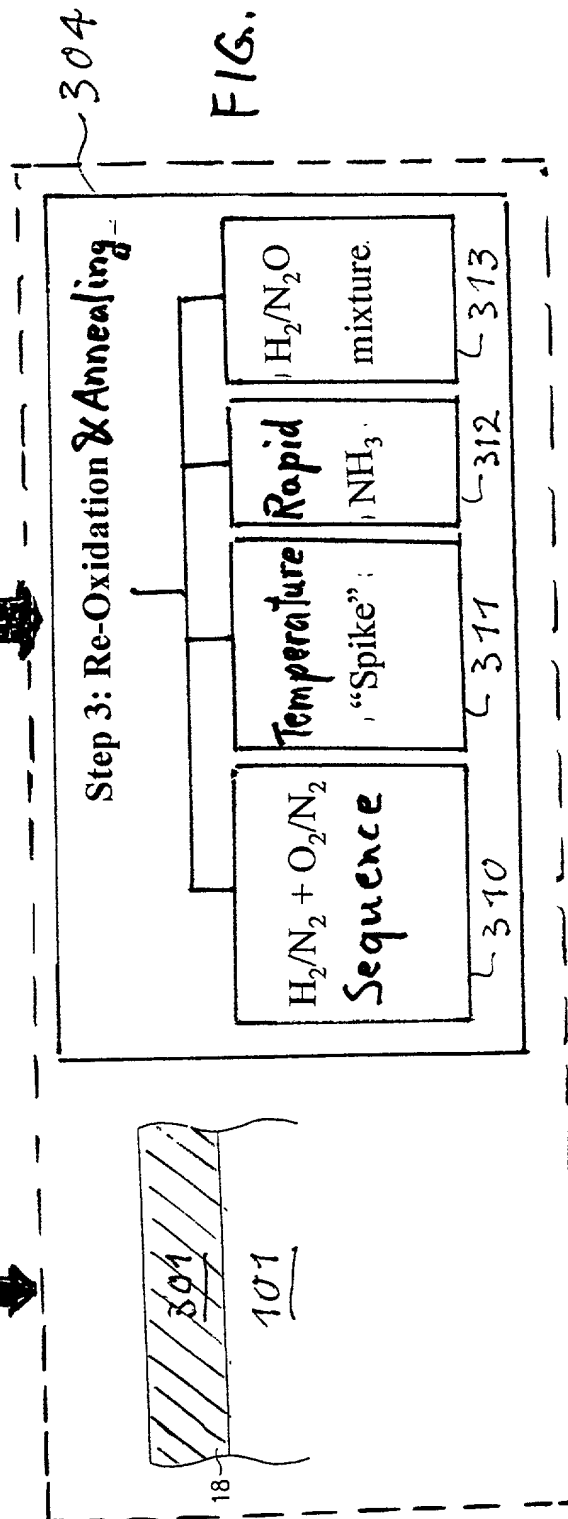 304
FIG.
Step 3: Re-Oxidation & Annealing
H₂/N₂ + O₂/N₂
Sequence
310
Temperature
“Spike”
311
Rapid
NH₃
312
H₂/N₂O
mixture
313
301
18
101